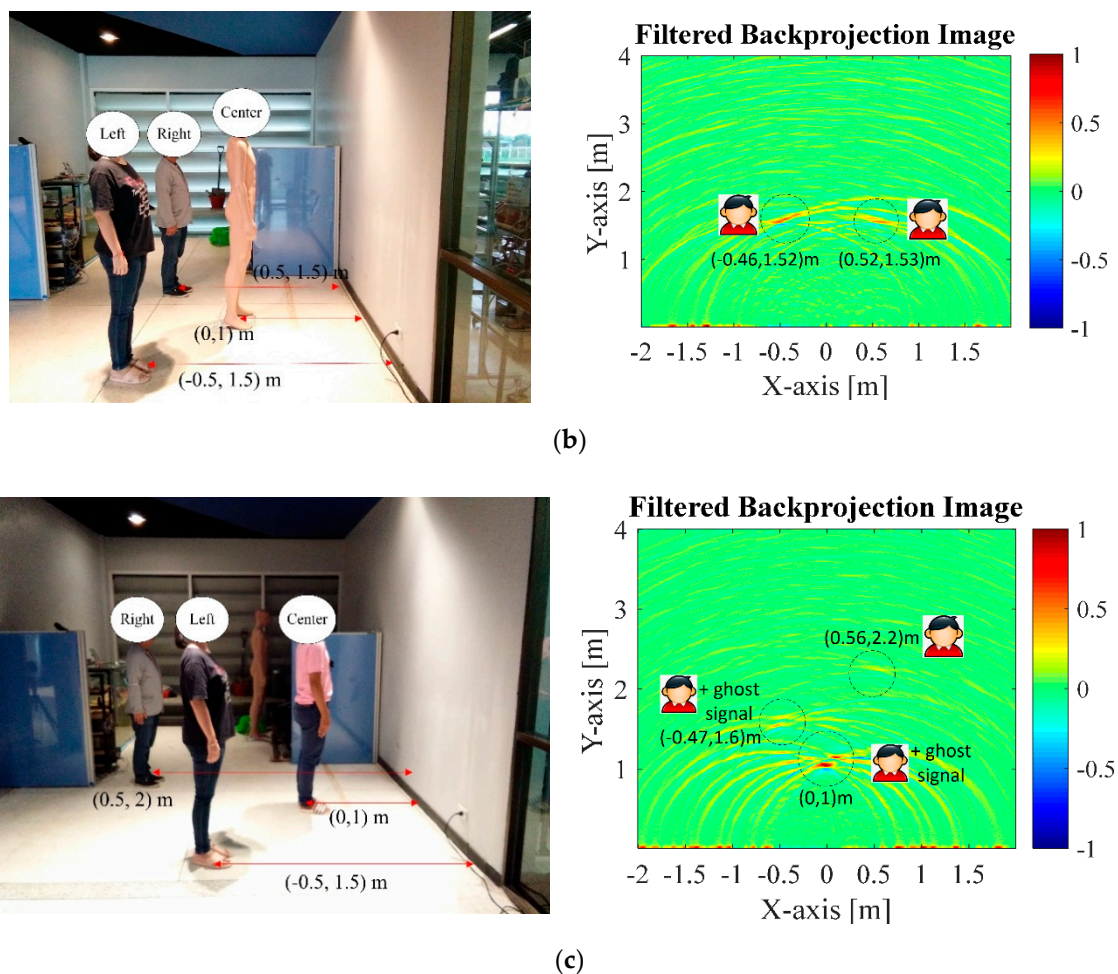 Left
Right
Center
(0.5, 1.5) m
(0,1) m
(-0.5, 1.5) m
Filtered Backprojection Image
4
3
2
1
Y-axis [m]
(-0.46,1.52)m
(0.52,1.53)m
-2 -1.5 -1 -0.5 0 0.5 1 1.5
X-axis [m]
1
0.5
0
-0.5
-1
(b)
Right
Left
Center
(0.5, 2) m
(0,1) m
(-0.5, 1.5) m
Filtered Backprojection Image
4
3
2
1
Y-axis [m]
(0.56,2.2)m
+ ghost
signal
(-0.47,1.6)m
+ ghost
signal
(0,1)m
-2 -1.5 -1 -0.5 0 0.5 1 1.5
X-axis [m]
1
0.5
0
-0.5
-1
(c)